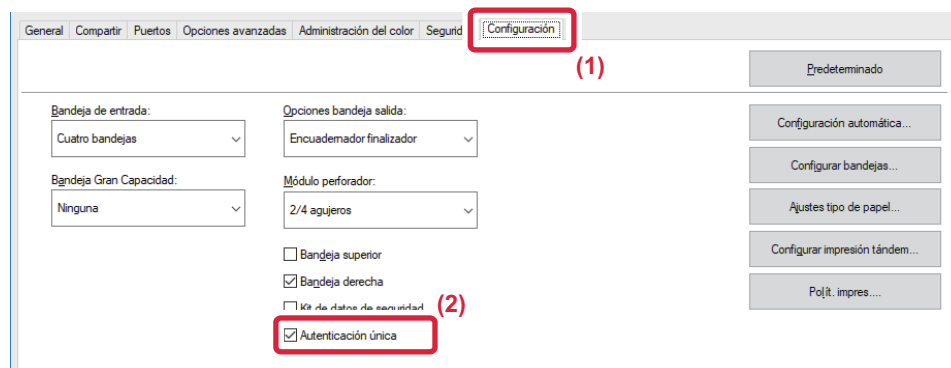 General Compartir Puertos Opciones avanzadas Administración del color Segurid Configuración
(1)
Predeterminado
Bandeja de entrada:
Cuatro bandejas
Opciones bandeja salida:
Encuadernador finalizador
Configuración automática...
Configurar bandejas...
Bandeja Gran Capacidad:
Ninguna
Módulo perforador:
2/4 agujeros
Ajustes tipo de papel...
Configurar impresión tándem...
Bandeja superior
Bandeja derecha
Polít. impres....
Kit de datos de seguridad
(2)
Autenticación única